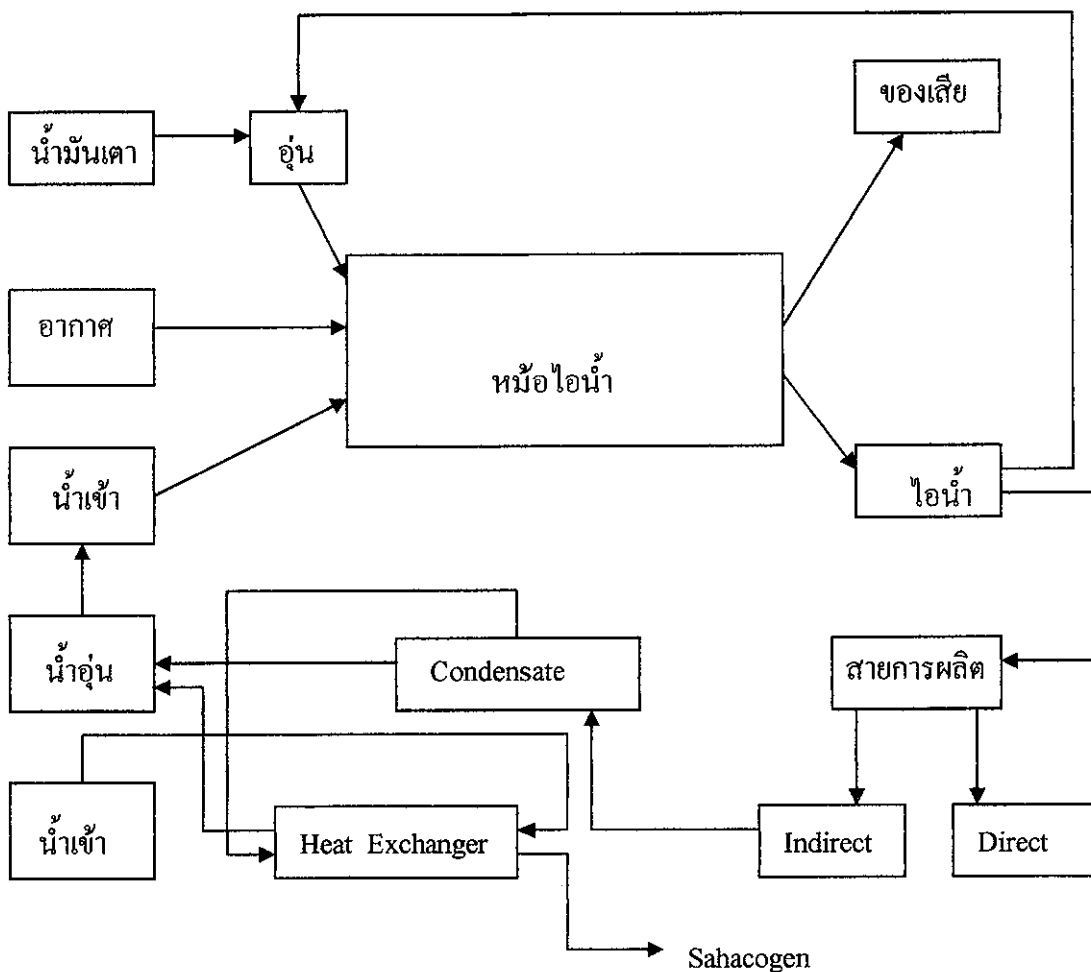 ของเสีย
น้ำมันเตา
อุ่น
อากาศ
หม้อไอน้ำ
น้ำเข้า
ไอน้ำ
น้ำอุ่น
Condensate
สายการผลิต
น้ำเข้า
Heat Exchanger
Indirect
Direct
Sahacogen